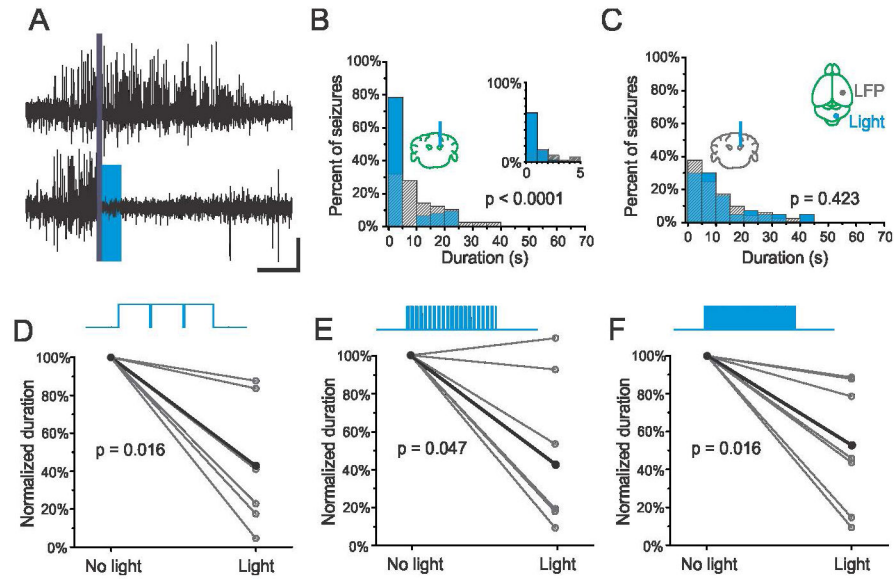 A
B
C
100%
80%
60%
40%
20%
0%
Percent of seizures
100%
0%
0
5
p < 0.0001
0 10 20 30 40 50 60 70
Duration (s)
100%
80%
60%
40%
20%
0%
Percent of seizures
LFP
Light
p = 0.423
0 10 20 30 40 50 60 70
Duration (s)
D
E
F
100%
80%
60%
40%
20%
0%
Normalized duration
p = 0.016
No light
Light
100%
80%
60%
40%
20%
0%
Normalized duration
p = 0.047
No light
Light
100%
80%
60%
40%
20%
0%
Normalized duration
p = 0.016
No light
Light